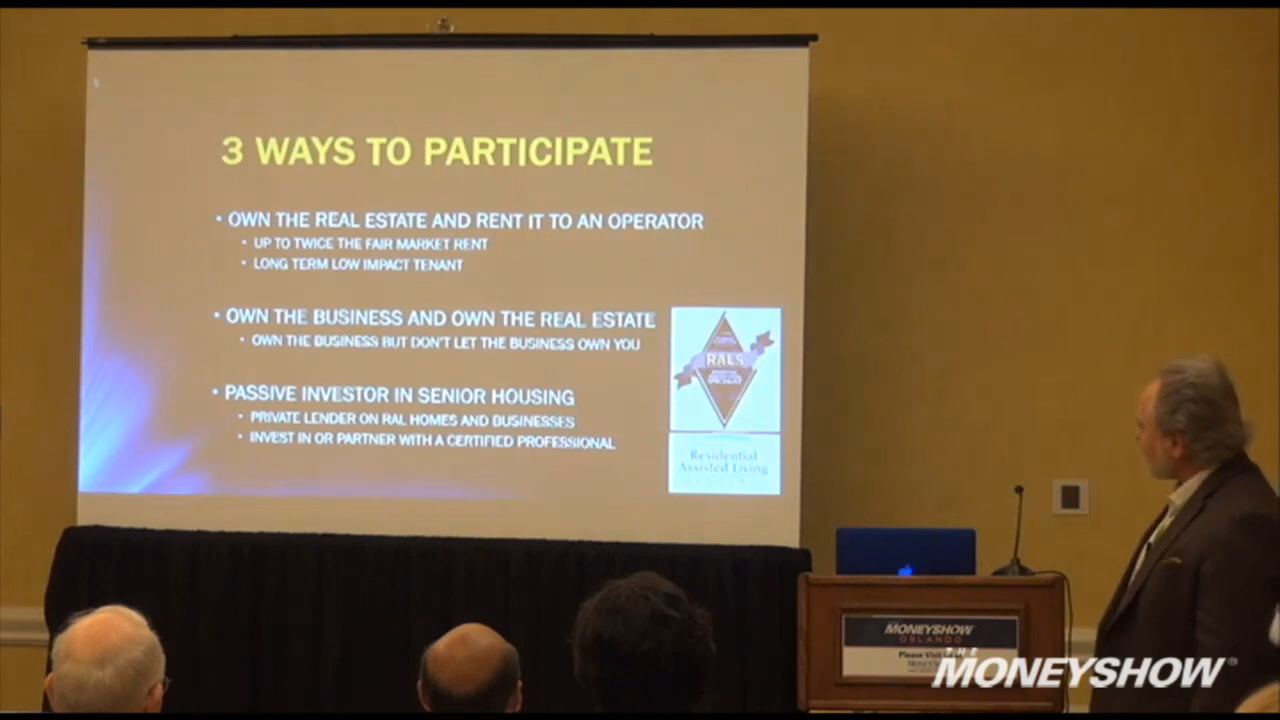 3 WAYS TO PARTICIPATE
• OWN THE REAL ESTATE AND RENT IT TO AN OPERATOR
• UP TO TWICE THE FAIR MARKET RENT
• LONG TERM LOW IMPACT TENANT
• OWN THE BUSINESS AND OWN THE REAL ESTATE
• OWN THE BUSINESS BUT DON'T LET THE BUSINESS OWN YOU
• PASSIVE INVESTOR IN SENIOR HOUSING
• PRIVATE LENDER ON RAL HOMES AND BUSINESSES
• INVEST IN OR PARTNER WITH A CERTIFIED PROFESSIONAL
RALS
Residential
Assisted Living
MONEYSHOW
ORLANDO
Please Visit
THE
MONEYSHOW®